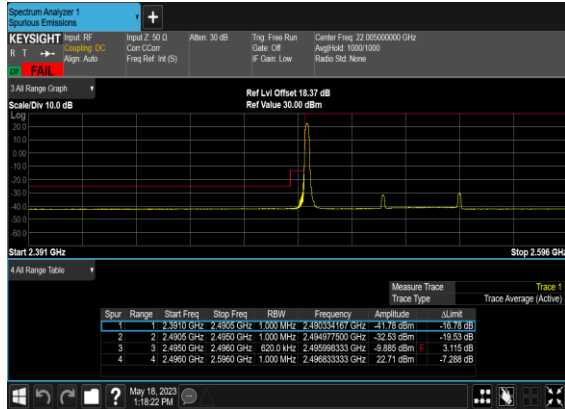 Spectrum Analyzer 1
Spurious Emissions
KEYSIGHT Input: RF Input Z: 50 Ω Atten: 30 dB Trig: Free Run Center Freq: 22.005000000 GHz
R T Coupling: DC Corr CCorr Gate: Off Avg|Hold: 1000/1000
Align: Auto Freq Ref: Int (S) IF Gain: Low Radio Std: None
LXI FAIL
3 All Range Graph
Ref Lvl Offset 18.37 dB
Scale/Div 10.0 dB Ref Value 30.00 dBm
Log
20.0
10.0
0.00
-10.0
-20.0
-30.0
-40.0
-50.0
-60.0
Start 2.391 GHz Stop 2.596 GHz
4 All Range Table
Measure Trace Trace 1
Trace Type Trace Average (Active)
Spur Range Start Freq Stop Freq RBW Frequency Amplitude ΔLimit
1 1 2.3910 GHz 2.4905 GHz 1.000 MHz 2.490334167 GHz -41.78 dBm -16.78 dB
2 2 2.4905 GHz 2.4950 GHz 1.000 MHz 2.494977500 GHz -32.53 dBm -19.53 dB
3 3 2.4950 GHz 2.4960 GHz 620.0 kHz 2.495998333 GHz -9.885 dBm F 3.115 dB
4 4 2.4960 GHz 2.5960 GHz 1.000 MHz 2.496833333 GHz 22.71 dBm -7.288 dB
May 18, 2023
1:18:22 PM